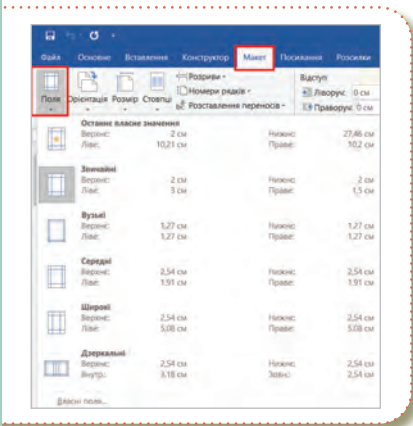 Файл Основне Вставлення Конструктор Макет Посилання Розсилки
Розриви Відступ
Номери рядків Ліворуч: 0 см
Поля Орієнтація Розмір Стовпці Розставлення переносів Праворуч: 0 см
Останнє власне значення
Верхнє: 2 см Нижнє: 27,46 см
Ліве: 10,21 см Праве: 10,2 см
Звичайні
Верхнє: 2 см Нижнє: 2 см
Ліве: 3 см Праве: 1,5 см
Вузькі
Верхнє: 1,27 см Нижнє: 1,27 см
Ліве: 1,27 см Праве: 1,27 см
Середні
Верхнє: 2,54 см Нижнє: 2,54 см
Ліве: 1,91 см Праве: 1,91 см
Широкі
Верхнє: 2,54 см Нижнє: 2,54 см
Ліве: 5,08 см Праве: 5,08 см
Дзеркальні
Верхнє: 2,54 см Нижнє: 2,54 см
Внутр.: 3,18 см Зовн.: 2,54 см
Власні поля...